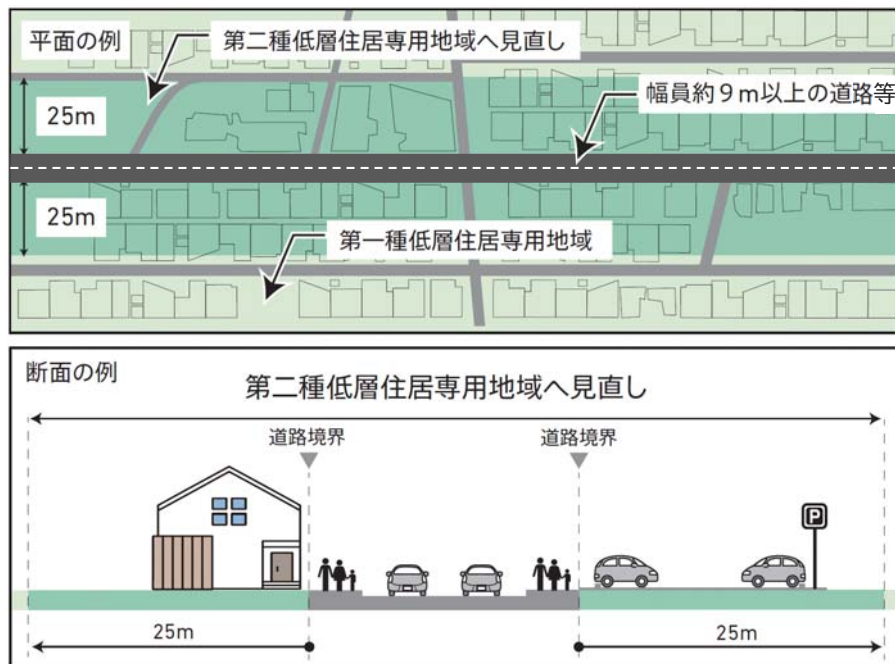 平面の例
第二種低層住居専用地域へ見直し
幅員約９ｍ以上の道路等
25m
25m
第一種低層住居専用地域
断面の例
第二種低層住居専用地域へ見直し
道路境界
道路境界
P
25m
25m